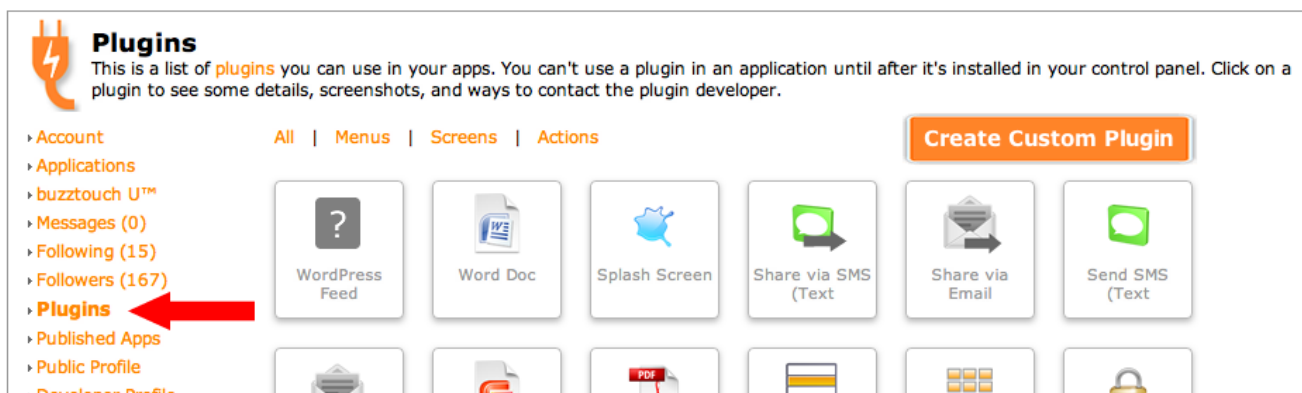 Plugins
This is a list of plugins you can use in your apps. You can't use a plugin in an application until after it's installed in your control panel. Click on a
plugin to see some details, screenshots, and ways to contact the plugin developer.
Account
Applications
buzztouch U™
Messages (0)
Following (15)
Followers (167)
Plugins
Published Apps
Public Profile
Developer Profile
All | Menus | Screens | Actions
Create Custom Plugin
?
WordPress
Feed
W
Word Doc
Splash Screen
Share via SMS
(Text
Share via
Email
Send SMS
(Text
PDF